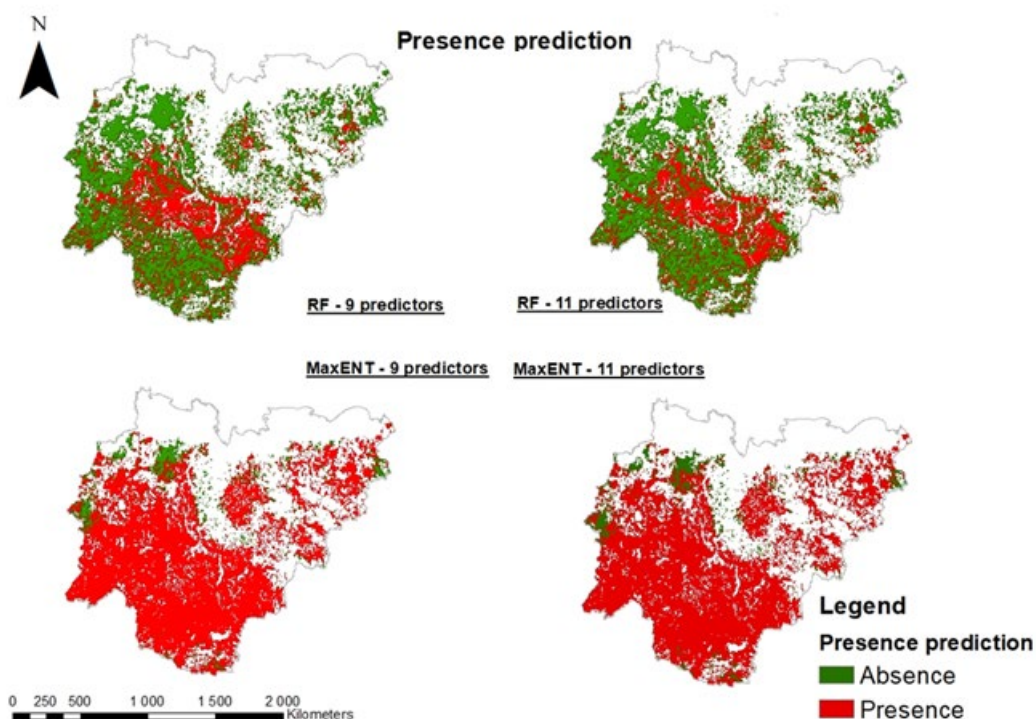 N
Presence prediction
RF - 9 predictors
RF - 11 predictors
MaxENT - 9 predictors
MaxENT - 11 predictors
Legend
Presence prediction
Absence
Presence
0 250 500 1 000 1 500 2 000
Kilometers